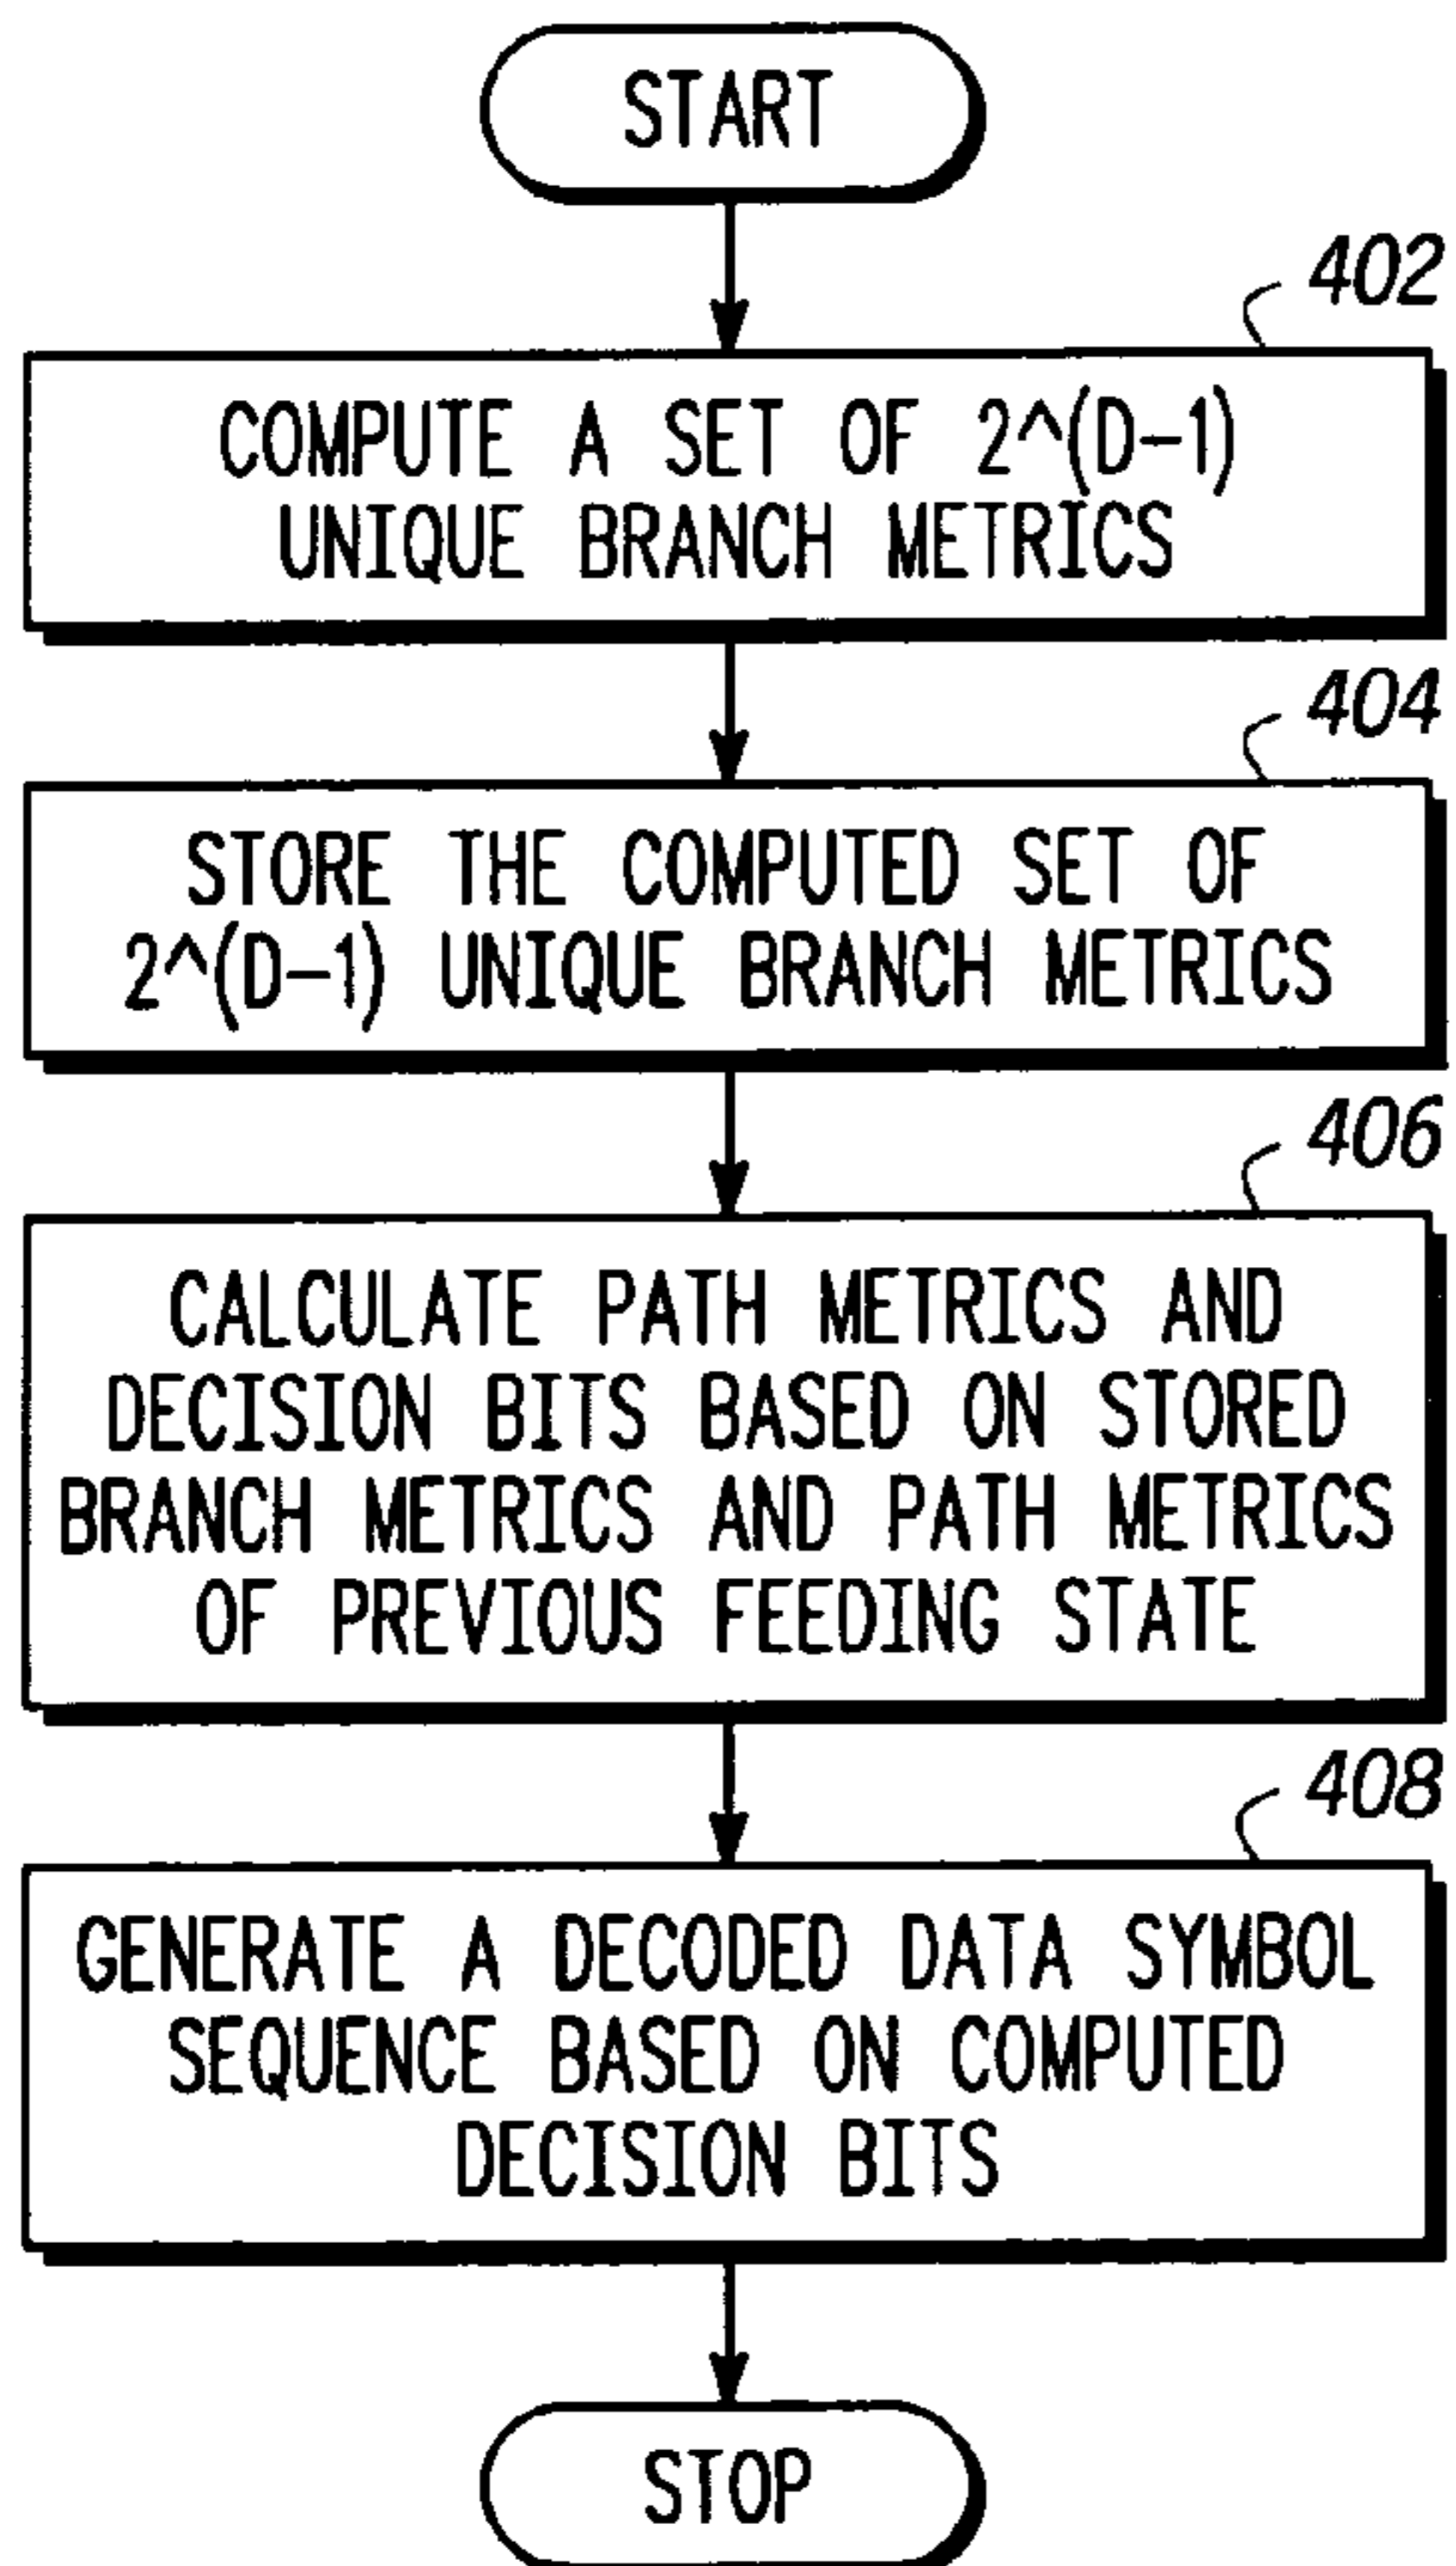 START
402
COMPUTE A SET OF 2^(D-1)
UNIQUE BRANCH METRICS
404
STORE THE COMPUTED SET OF
2^(D-1) UNIQUE BRANCH METRICS
406
CALCULATE PATH METRICS AND
DECISION BITS BASED ON STORED
BRANCH METRICS AND PATH METRICS
OF PREVIOUS FEEDING STATE
408
GENERATE A DECODED DATA SYMBOL
SEQUENCE BASED ON COMPUTED
DECISION BITS
STOP